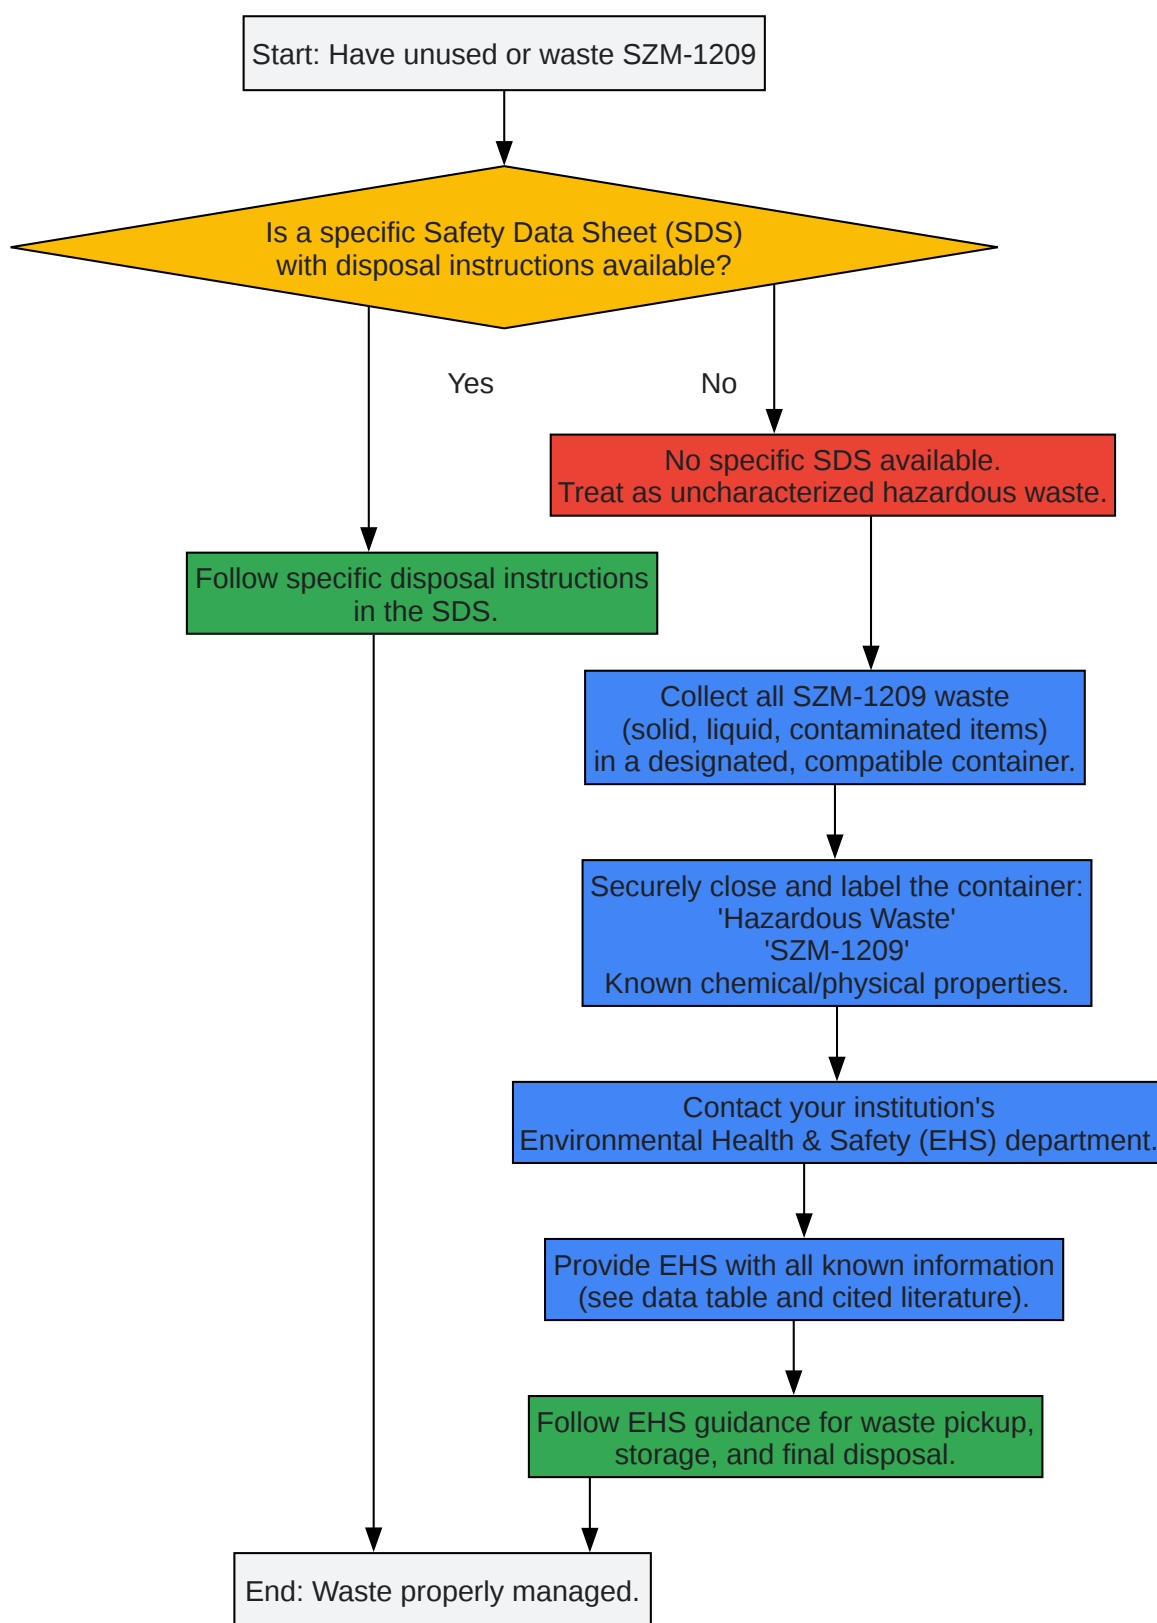 Start: Have unused or waste SZM-1209
Is a specific Safety Data Sheet (SDS)
with disposal instructions available?
Yes
No
No specific SDS available.
Treat as uncharacterized hazardous waste.
Follow specific disposal instructions
in the SDS.
Collect all SZM-1209 waste
(solid, liquid, contaminated items)
in a designated, compatible container.
Securely close and label the container:
'Hazardous Waste'
'SZM-1209'
Known chemical/physical properties.
Contact your institution's
Environmental Health & Safety (EHS) department.
Provide EHS with all known information
(see data table and cited literature).
Follow EHS guidance for waste pickup,
storage, and final disposal.
End: Waste properly managed.